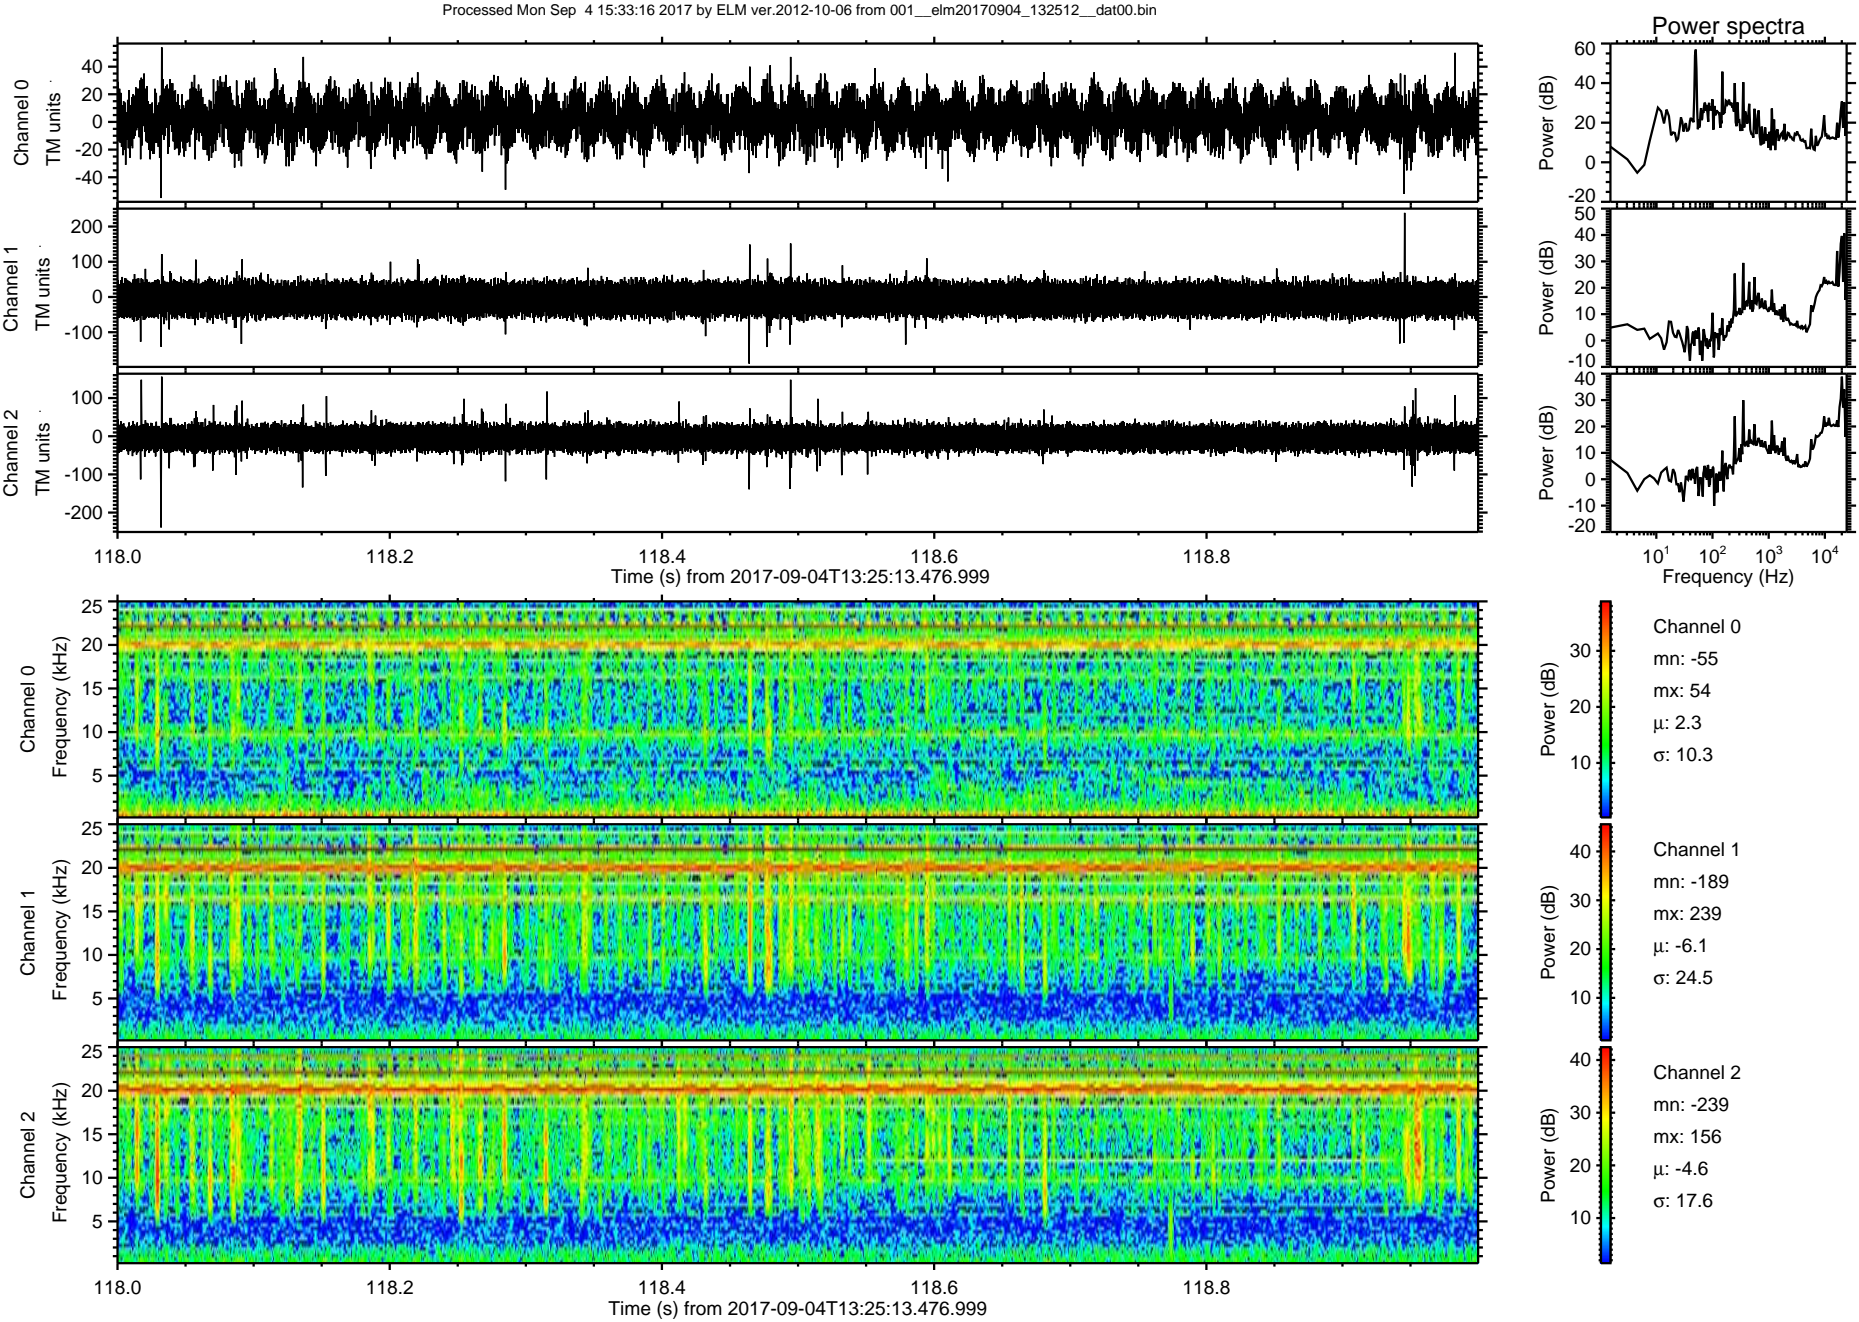 Processed Mon Sep  4 15:33:16 2017 by ELM ver.2012-10-06 from 001__elm20170904_132512__dat00.bin
Power spectra
Channel 0
TM units
40
20
0
-20
-40
Power (dB)
60
40
20
0
-20
Channel 1
TM units
200
100
0
-100
Power (dB)
50
40
30
20
10
0
-10
Channel 2
TM units
100
0
-100
-200
Power (dB)
40
30
20
10
0
-10
-20
118.0 118.2 118.4 118.6 118.8
Time (s) from 2017-09-04T13:25:13.476.999
10^1 10^2 10^3 10^4
Frequency (Hz)
Channel 0
Frequency (kHz)
25
20
15
10
5
Power (dB)
30
20
10
Channel 0
mn: -55
mx: 54
μ: 2.3
σ: 10.3
Channel 1
Frequency (kHz)
25
20
15
10
5
Power (dB)
40
30
20
10
Channel 1
mn: -189
mx: 239
μ: -6.1
σ: 24.5
Channel 2
Frequency (kHz)
25
20
15
10
5
Power (dB)
40
30
20
10
Channel 2
mn: -239
mx: 156
μ: -4.6
σ: 17.6
118.0 118.2 118.4 118.6 118.8
Time (s) from 2017-09-04T13:25:13.476.999